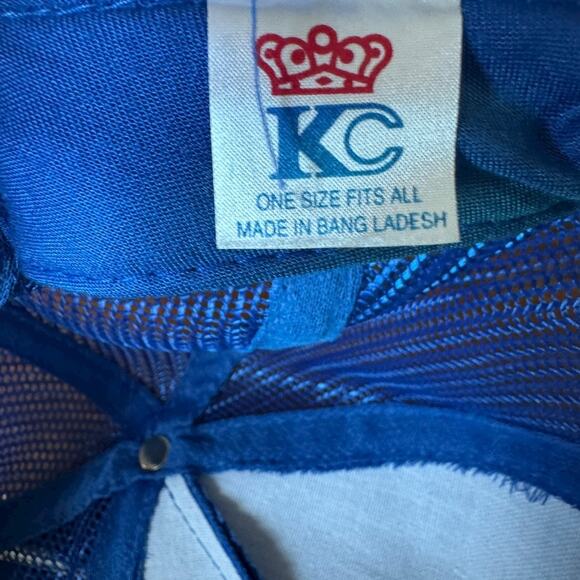 KC
ONE SIZE FITS ALL
MADE IN BANG LADESH